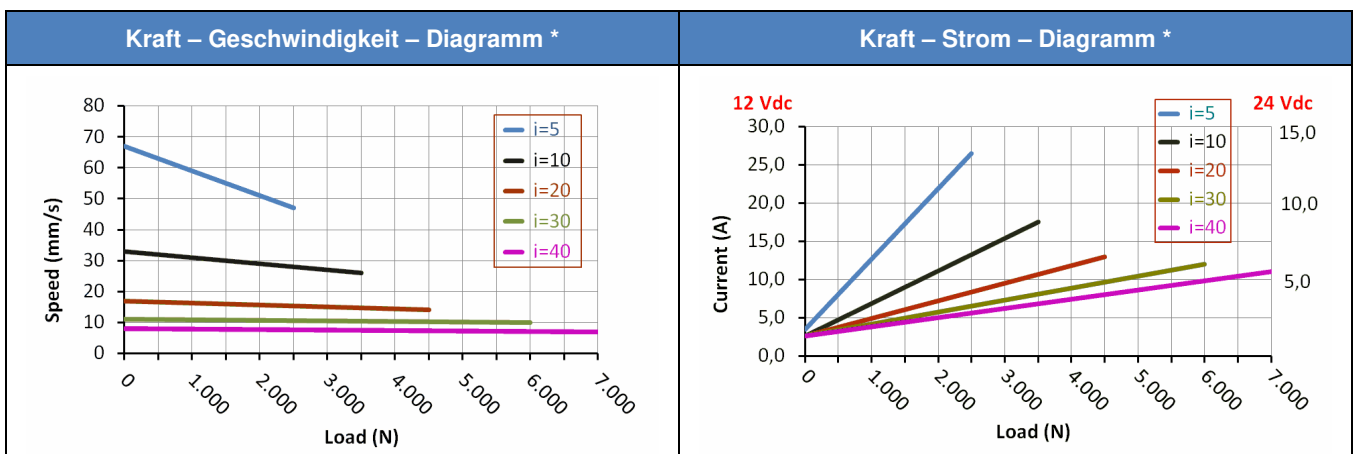 Kraft – Geschwindigkeit – Diagramm *
Kraft – Strom – Diagramm *
80
70
60
50
40
30
20
10
0
Speed (mm/s)
i=5
i=10
i=20
i=30
i=40
0
1.000
2.000
3.000
4.000
5.000
6.000
7.000
Load (N)
12 Vdc
24 Vdc
30,0
25,0
20,0
15,0
10,0
5,0
0,0
Current (A)
i=5
i=10
i=20
i=30
i=40
15,0
10,0
5,0
0
1.000
2.000
3.000
4.000
5.000
6.000
7.000
Load (N)